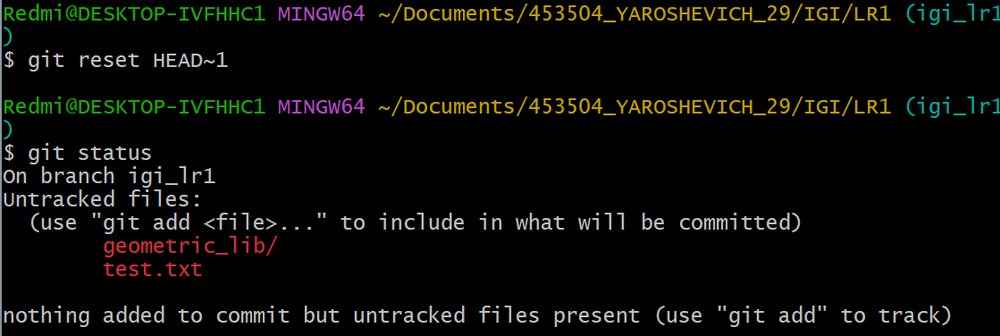 Redmi@DESKTOP-IVFHHC1 MINGW64 ~/Documents/453504_YAROSHEVICH_29/IGI/LR1 (igi_lr1
)
$ git reset HEAD~1
Redmi@DESKTOP-IVFHHC1 MINGW64 ~/Documents/453504_YAROSHEVICH_29/IGI/LR1 (igi_lr1
)
$ git status
On branch igi_lr1
Untracked files:
  (use "git add <file>..." to include in what will be committed)
        geometric_lib/
        test.txt
nothing added to commit but untracked files present (use "git add" to track)